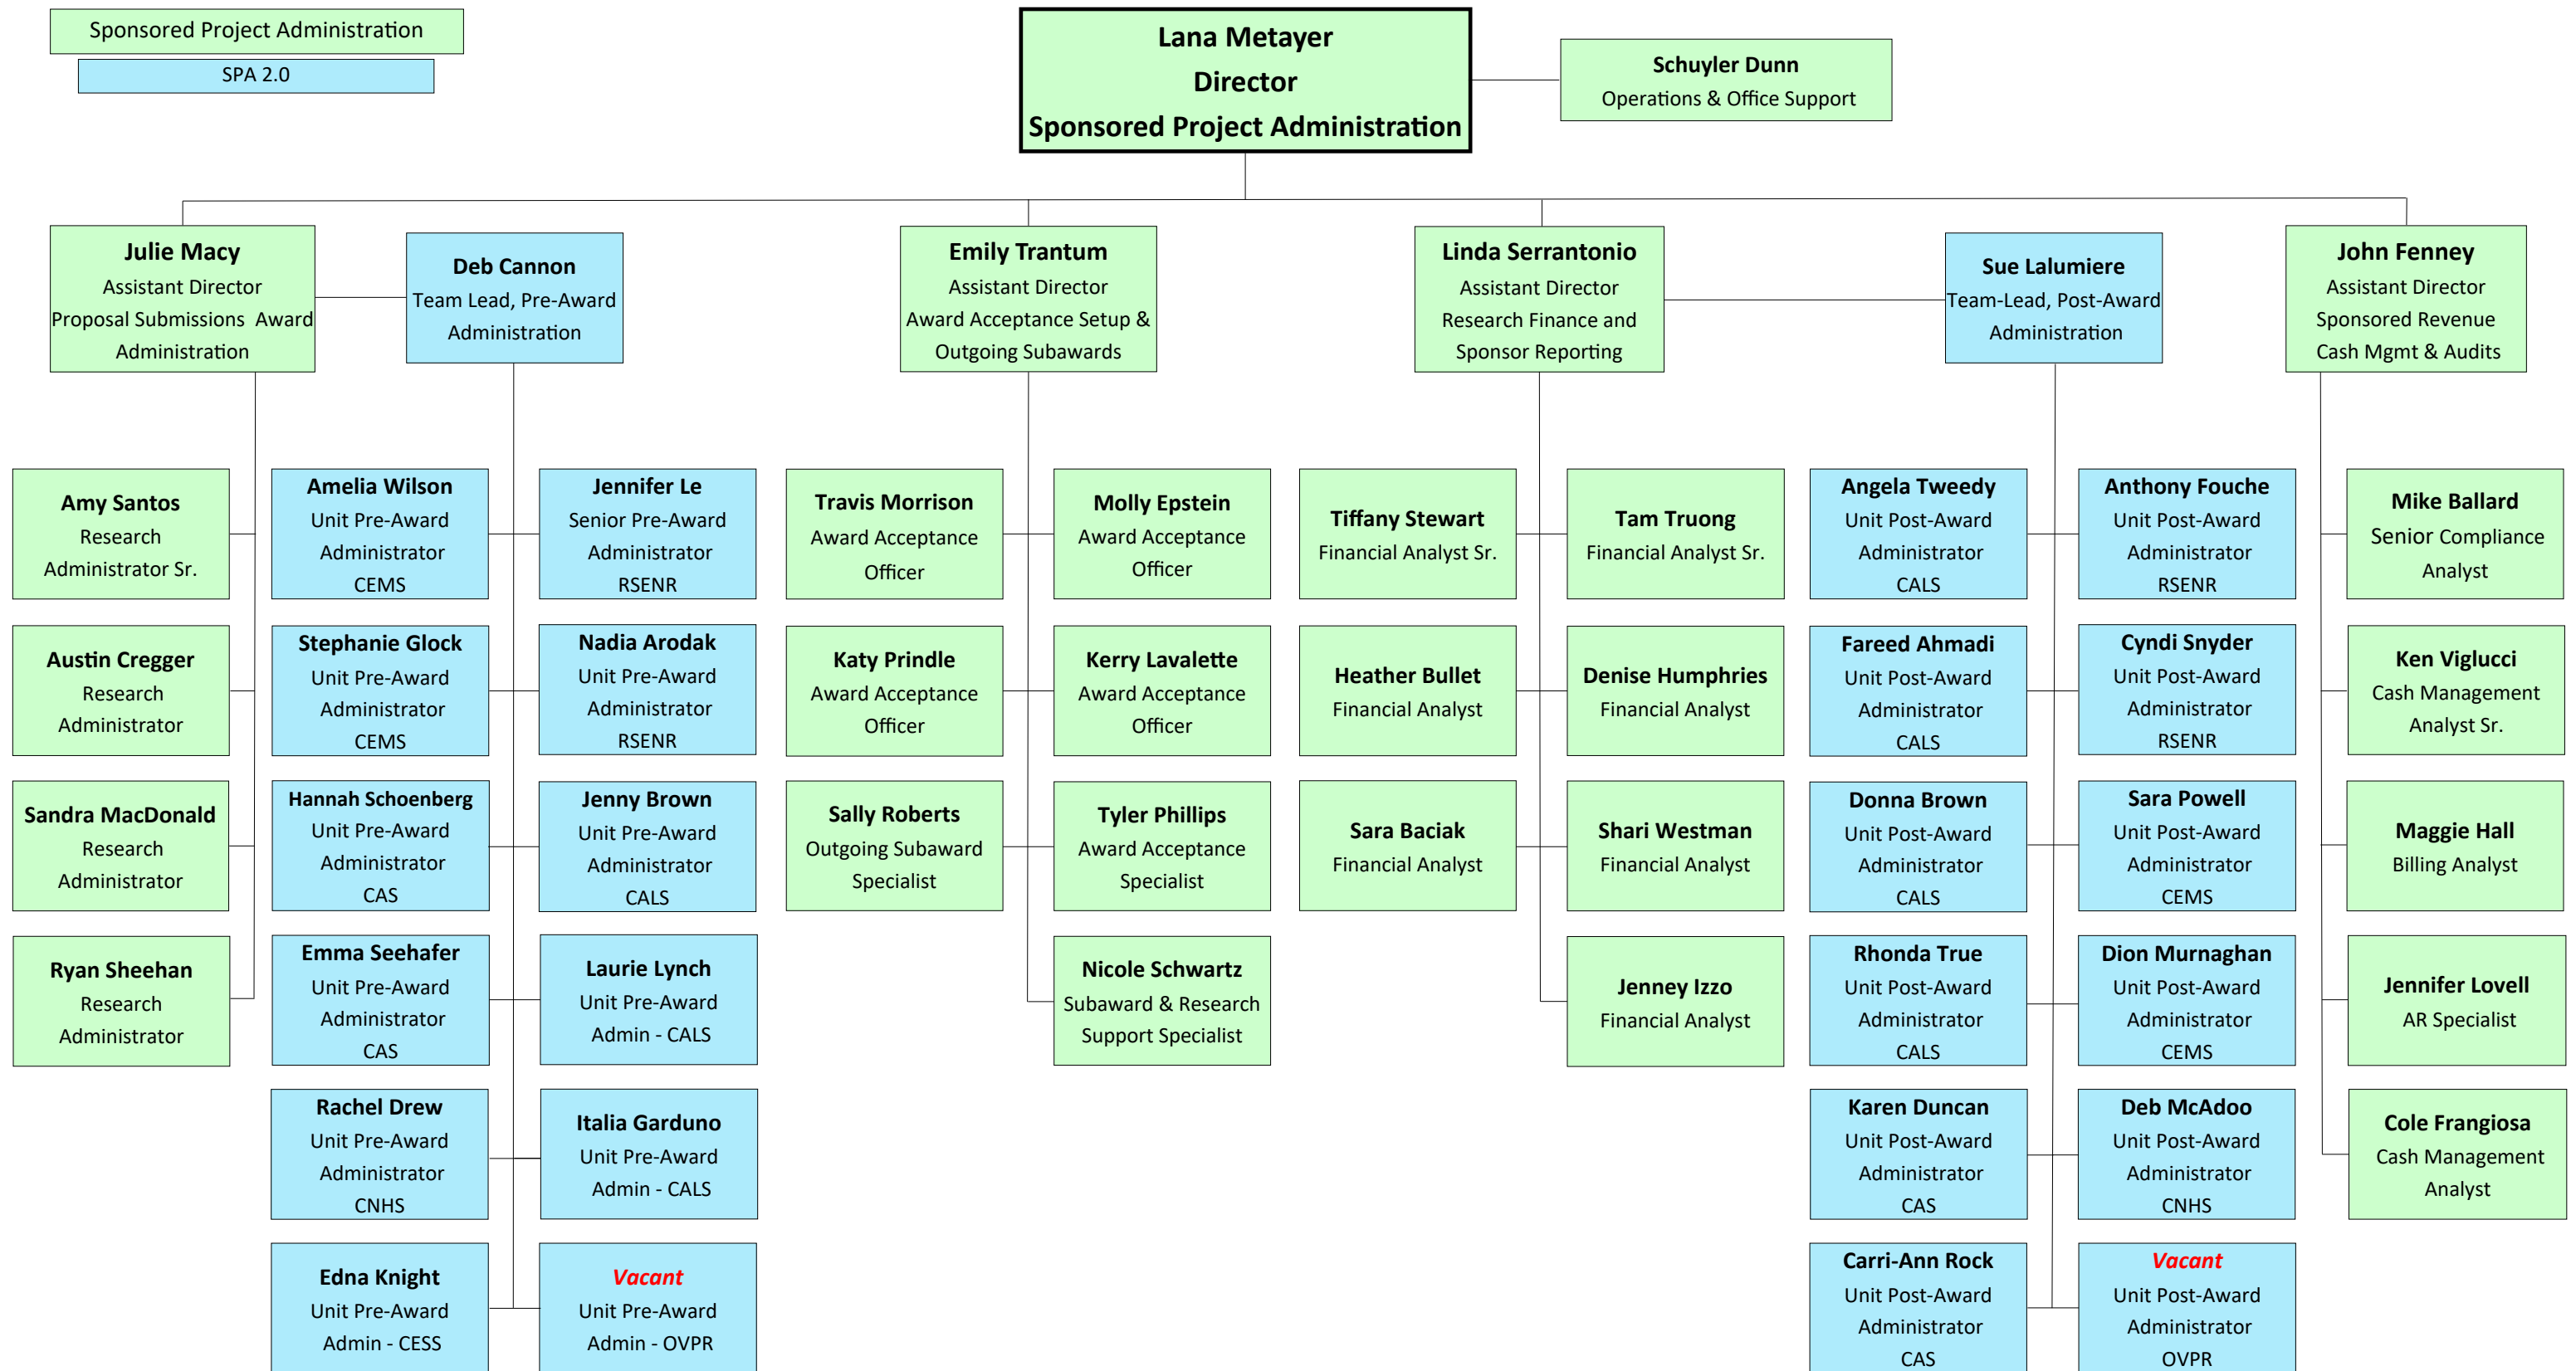 Sponsored Project Administration
SPA 2.0
Lana Metayer
Director
Sponsored Project Administration
Schuyler Dunn
Operations & Office Support
Julie Macy
Assistant Director
Proposal Submissions Award
Administration
Deb Cannon
Team Lead, Pre-Award
Administration
Emily Trantum
Assistant Director
Award Acceptance Setup &
Outgoing Subawards
Linda Serrantonio
Assistant Director
Research Finance and
Sponsor Reporting
Sue Lalumiere
Team-Lead, Post-Award
Administration
John Fenney
Assistant Director
Sponsored Revenue
Cash Mgmt & Audits
Amy Santos
Research
Administrator Sr.
Amelia Wilson
Unit Pre-Award
Administrator
CEMS
Jennifer Le
Senior Pre-Award
Administrator
RSENR
Travis Morrison
Award Acceptance
Officer
Molly Epstein
Award Acceptance
Officer
Tiffany Stewart
Financial Analyst Sr.
Tam Truong
Financial Analyst Sr.
Angela Tweedy
Unit Post-Award
Administrator
CALS
Anthony Fouche
Unit Post-Award
Administrator
RSENR
Mike Ballard
Senior Compliance
Analyst
Austin Cregger
Research
Administrator
Stephanie Glock
Unit Pre-Award
Administrator
CEMS
Nadia Arodak
Unit Pre-Award
Administrator
RSENR
Katy Prindle
Award Acceptance
Officer
Kerry Lavalette
Award Acceptance
Officer
Heather Bullet
Financial Analyst
Denise Humphries
Financial Analyst
Fareed Ahmadi
Unit Post-Award
Administrator
CALS
Cyndi Snyder
Unit Post-Award
Administrator
RSENR
Ken Viglucci
Cash Management
Analyst Sr.
Sandra MacDonald
Research
Administrator
Hannah Schoenberg
Unit Pre-Award
Administrator
CAS
Jenny Brown
Unit Pre-Award
Administrator
CALS
Sally Roberts
Outgoing Subaward
Specialist
Tyler Phillips
Award Acceptance
Specialist
Sara Baciak
Financial Analyst
Shari Westman
Financial Analyst
Donna Brown
Unit Post-Award
Administrator
CALS
Sara Powell
Unit Post-Award
Administrator
CEMS
Maggie Hall
Billing Analyst
Ryan Sheehan
Research
Administrator
Emma Seehafer
Unit Pre-Award
Administrator
CAS
Laurie Lynch
Unit Pre-Award
Admin - CALS
Nicole Schwartz
Subaward & Research
Support Specialist
Jenney Izzo
Financial Analyst
Rhonda True
Unit Post-Award
Administrator
CALS
Dion Murnaghan
Unit Post-Award
Administrator
CEMS
Jennifer Lovell
AR Specialist
Rachel Drew
Unit Pre-Award
Administrator
CNHS
Italia Garduno
Unit Pre-Award
Admin - CALS
Karen Duncan
Unit Post-Award
Administrator
CAS
Deb McAdoo
Unit Post-Award
Administrator
CNHS
Cole Frangiosa
Cash Management
Analyst
Edna Knight
Unit Pre-Award
Admin - CESS
Vacant
Unit Pre-Award
Admin - OVPR
Carri-Ann Rock
Unit Post-Award
Administrator
CAS
Vacant
Unit Post-Award
Administrator
OVPR